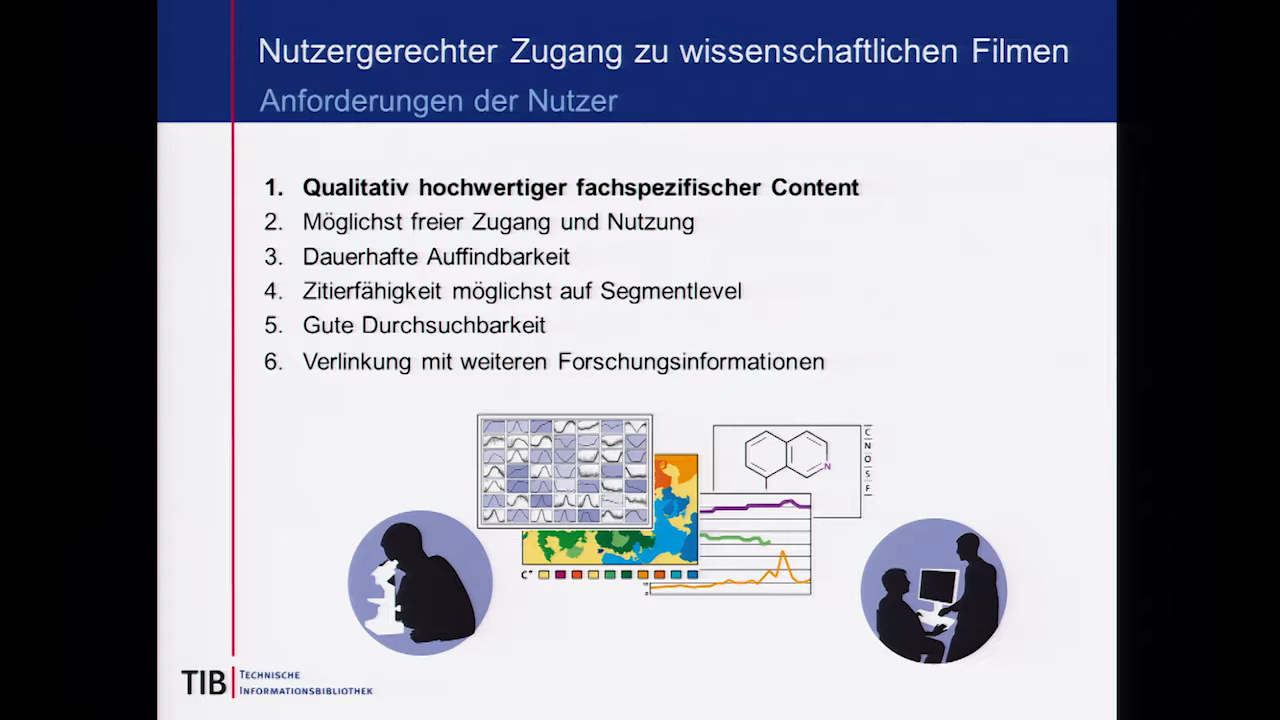 Nutzergerechter Zugang zu wissenschaftlichen Filmen
Anforderungen der Nutzer
1. Qualitativ hochwertiger fachspezifischer Content
2. Möglichst freier Zugang und Nutzung
3. Dauerhafte Auffindbarkeit
4. Zitierfähigkeit möglichst auf Segmentlevel
5. Gute Durchsuchbarkeit
6. Verlinkung mit weiteren Forschungsinformationen
C
N
O
S
F
N
C°
TIB TECHNISCHE
INFORMATIONSBIBLIOTHEK